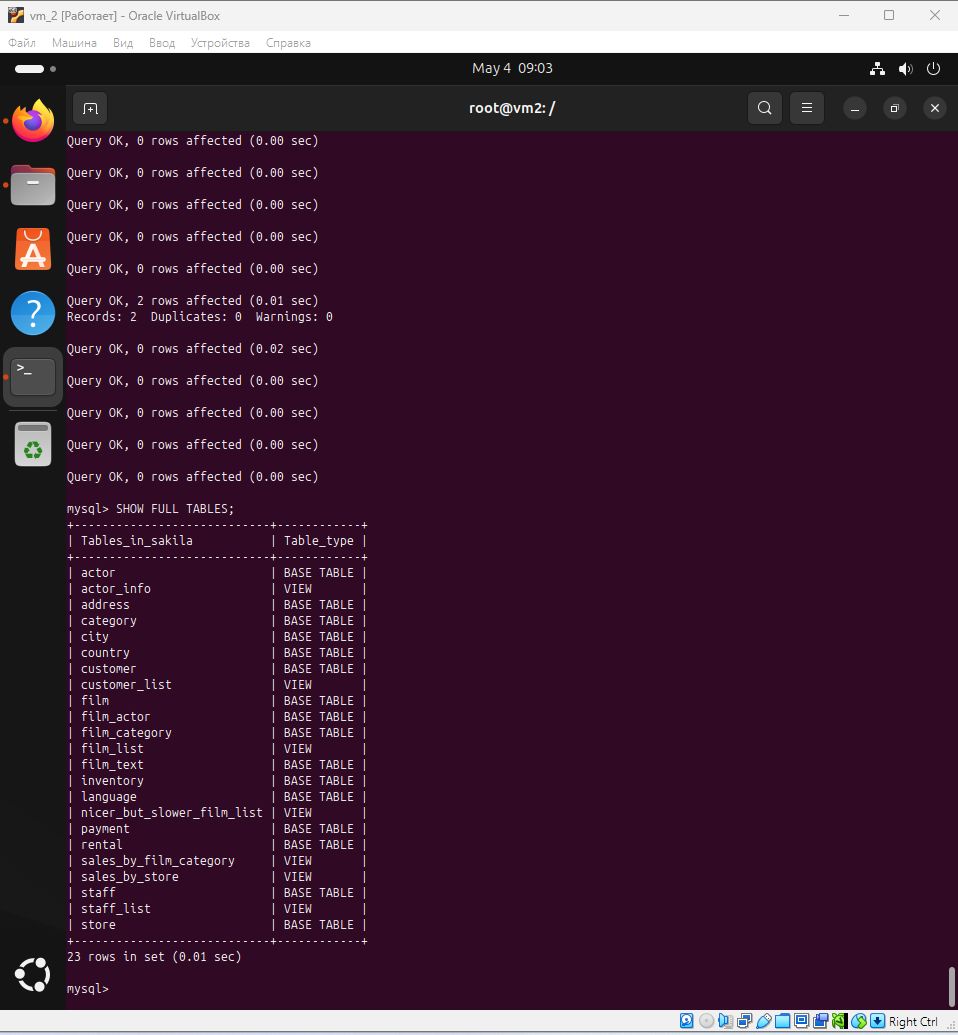 vm_2 [Работает] - Oracle VirtualBox
Файл Машина Вид Ввод Устройства Справка
May 4 09:03
root@vm2: /
Query OK, 0 rows affected (0.00 sec)
Query OK, 0 rows affected (0.00 sec)
Query OK, 0 rows affected (0.00 sec)
Query OK, 0 rows affected (0.00 sec)
Query OK, 0 rows affected (0.00 sec)
Query OK, 2 rows affected (0.01 sec)
Records: 2  Duplicates: 0  Warnings: 0
Query OK, 0 rows affected (0.02 sec)
Query OK, 0 rows affected (0.00 sec)
Query OK, 0 rows affected (0.00 sec)
Query OK, 0 rows affected (0.00 sec)
Query OK, 0 rows affected (0.00 sec)
mysql> SHOW FULL TABLES;
+----------------------------+------------+
| Tables_in_sakila           | Table_type |
+----------------------------+------------+
| actor                      | BASE TABLE |
| actor_info                 | VIEW       |
| address                    | BASE TABLE |
| category                   | BASE TABLE |
| city                       | BASE TABLE |
| country                    | BASE TABLE |
| customer                   | BASE TABLE |
| customer_list              | VIEW       |
| film                       | BASE TABLE |
| film_actor                 | BASE TABLE |
| film_category              | BASE TABLE |
| film_list                  | VIEW       |
| film_text                  | BASE TABLE |
| inventory                  | BASE TABLE |
| language                   | BASE TABLE |
| nicer_but_slower_film_list | VIEW       |
| payment                    | BASE TABLE |
| rental                     | BASE TABLE |
| sales_by_film_category     | VIEW       |
| sales_by_store             | VIEW       |
| staff                      | BASE TABLE |
| staff_list                 | VIEW       |
| store                      | BASE TABLE |
+----------------------------+------------+
23 rows in set (0.01 sec)
mysql>
Right Ctrl